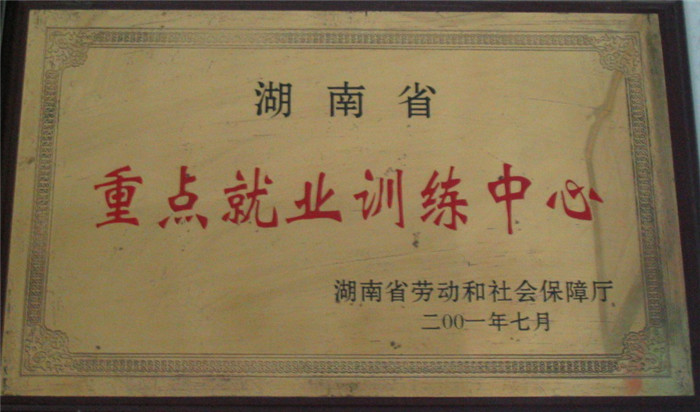 湖南省
重点就业训练中心
湖南省劳动和社会保障厅
二00一年七月